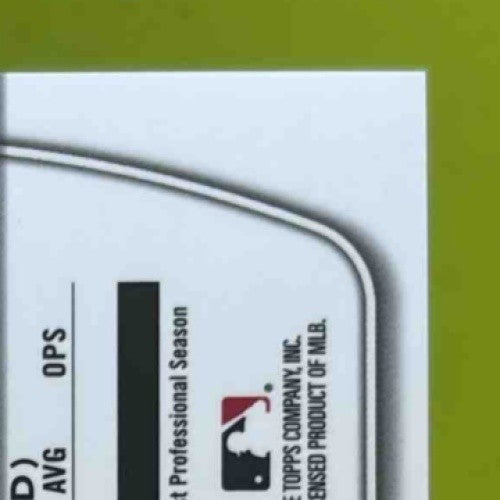 D)
AVG OPS
t Professional Season
®
E TOPPS COMPANY, INC.
ENSED PRODUCT OF MLB.